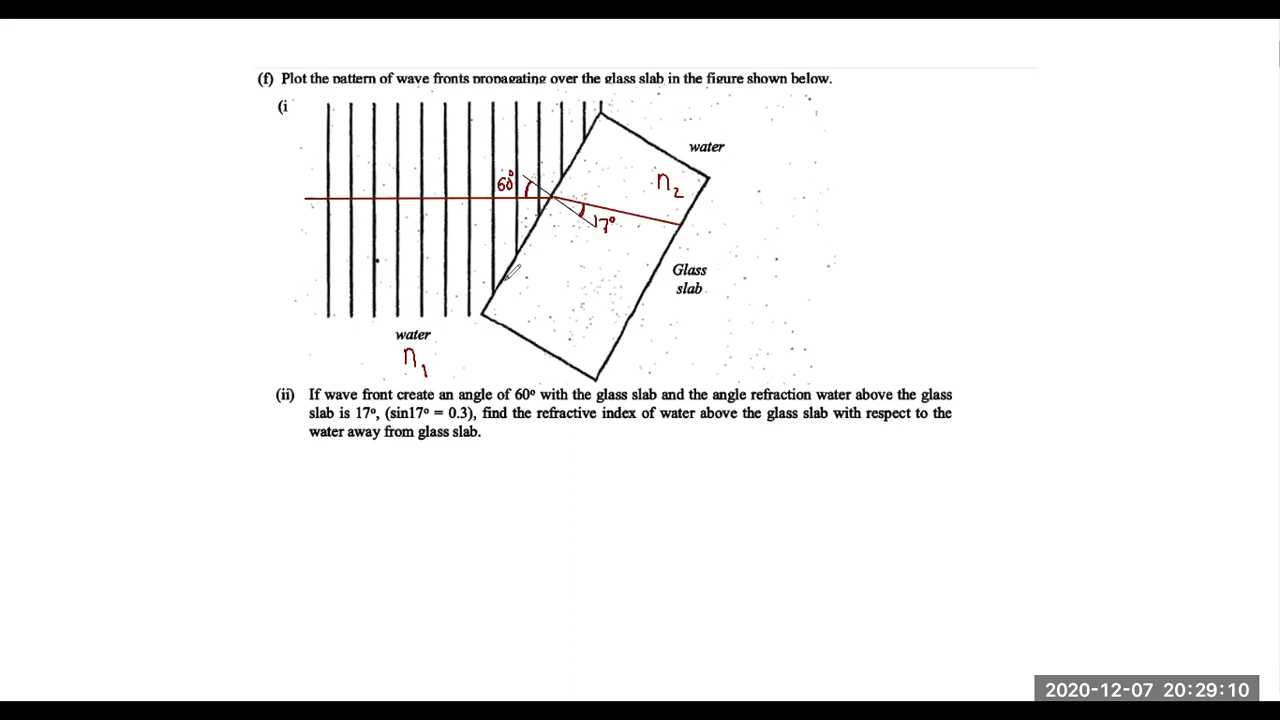 (f) Plot the pattern of wave fronts propagating over the glass slab in the figure shown below.
(i
water
60°
n₂
17°
Glass
slab
water
n₁
(ii) If wave front create an angle of 60° with the glass slab and the angle refraction water above the glass
slab is 17°, (sin17° = 0.3), find the refractive index of water above the glass slab with respect to the
water away from glass slab.
2020-12-07 20:29:10